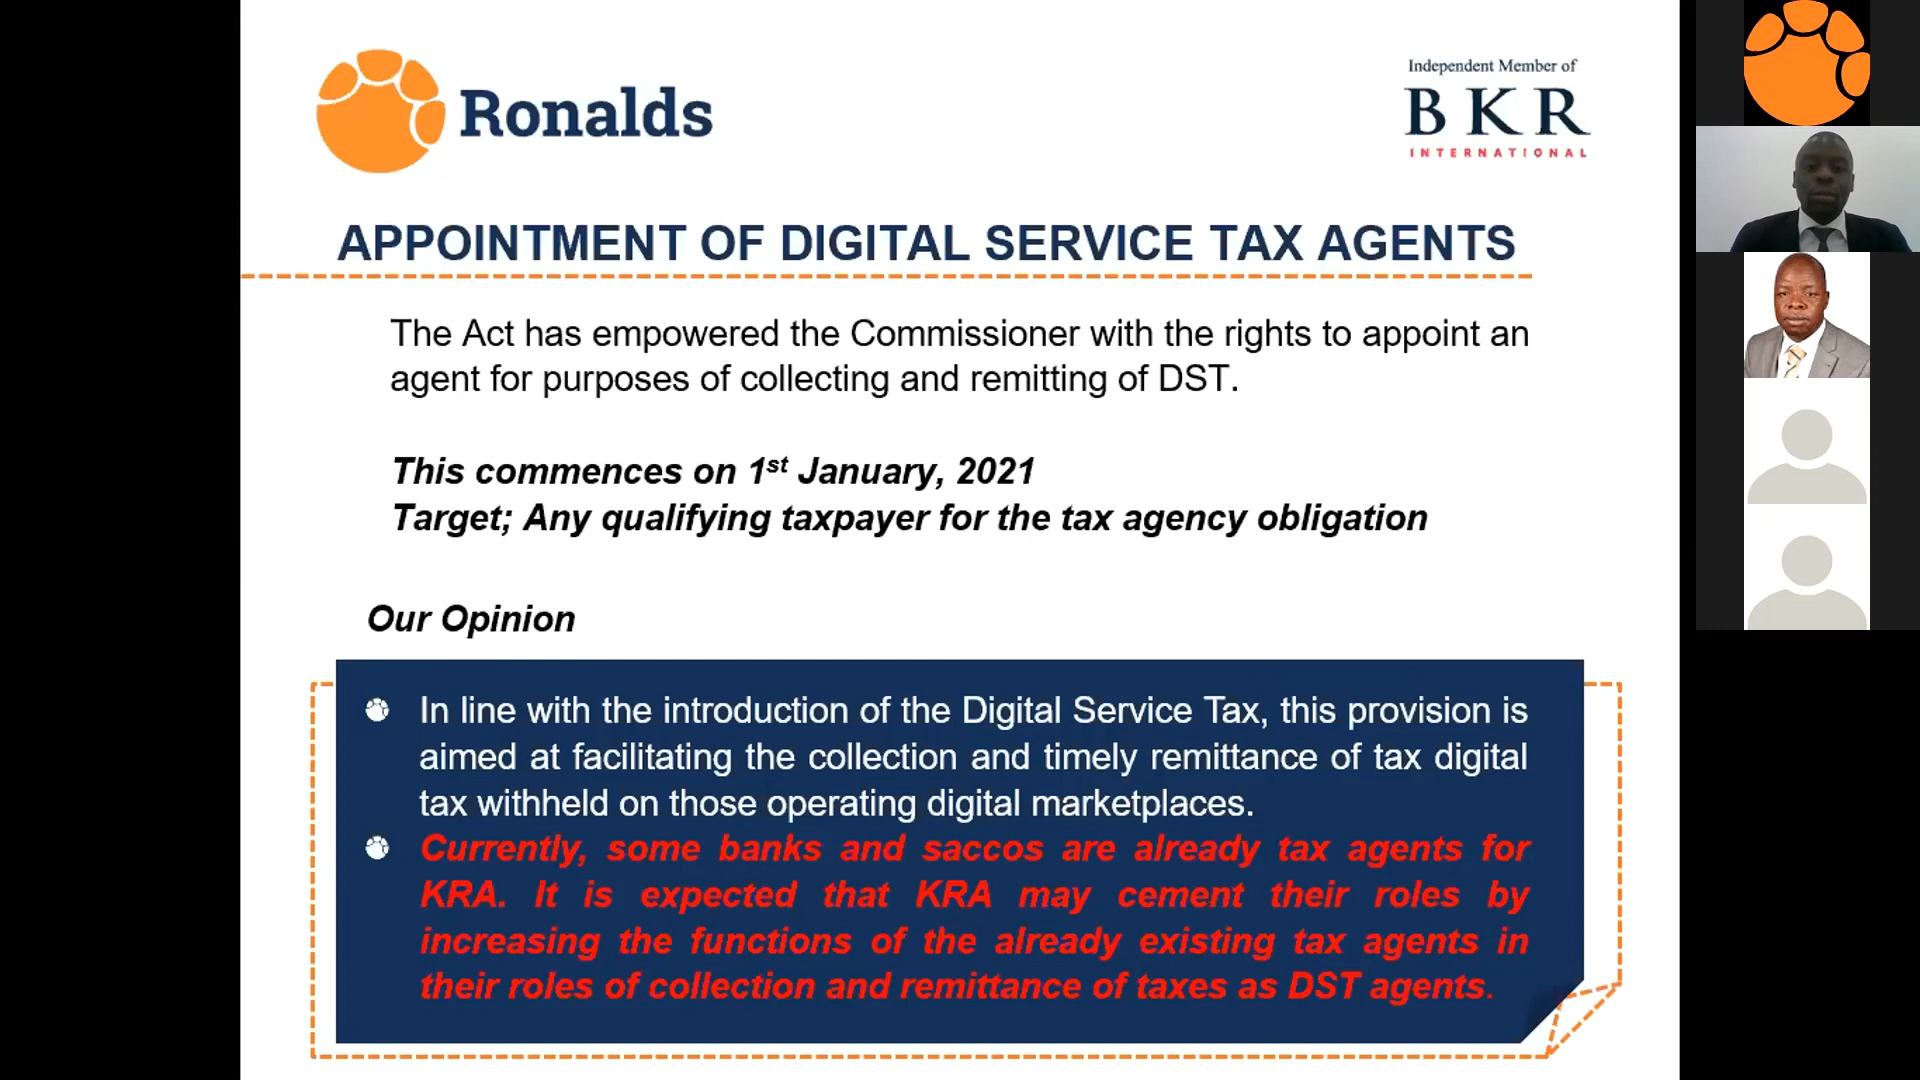 Ronalds
Independent Member of
BKR
INTERNATIONAL
APPOINTMENT OF DIGITAL SERVICE TAX AGENTS
The Act has empowered the Commissioner with the rights to appoint an
agent for purposes of collecting and remitting of DST.
This commences on 1st January, 2021
Target; Any qualifying taxpayer for the tax agency obligation
Our Opinion
In line with the introduction of the Digital Service Tax, this provision is
aimed at facilitating the collection and timely remittance of tax digital
tax withheld on those operating digital marketplaces.
Currently, some banks and saccos are already tax agents for
KRA. It is expected that KRA may cement their roles by
increasing the functions of the already existing tax agents in
their roles of collection and remittance of taxes as DST agents.